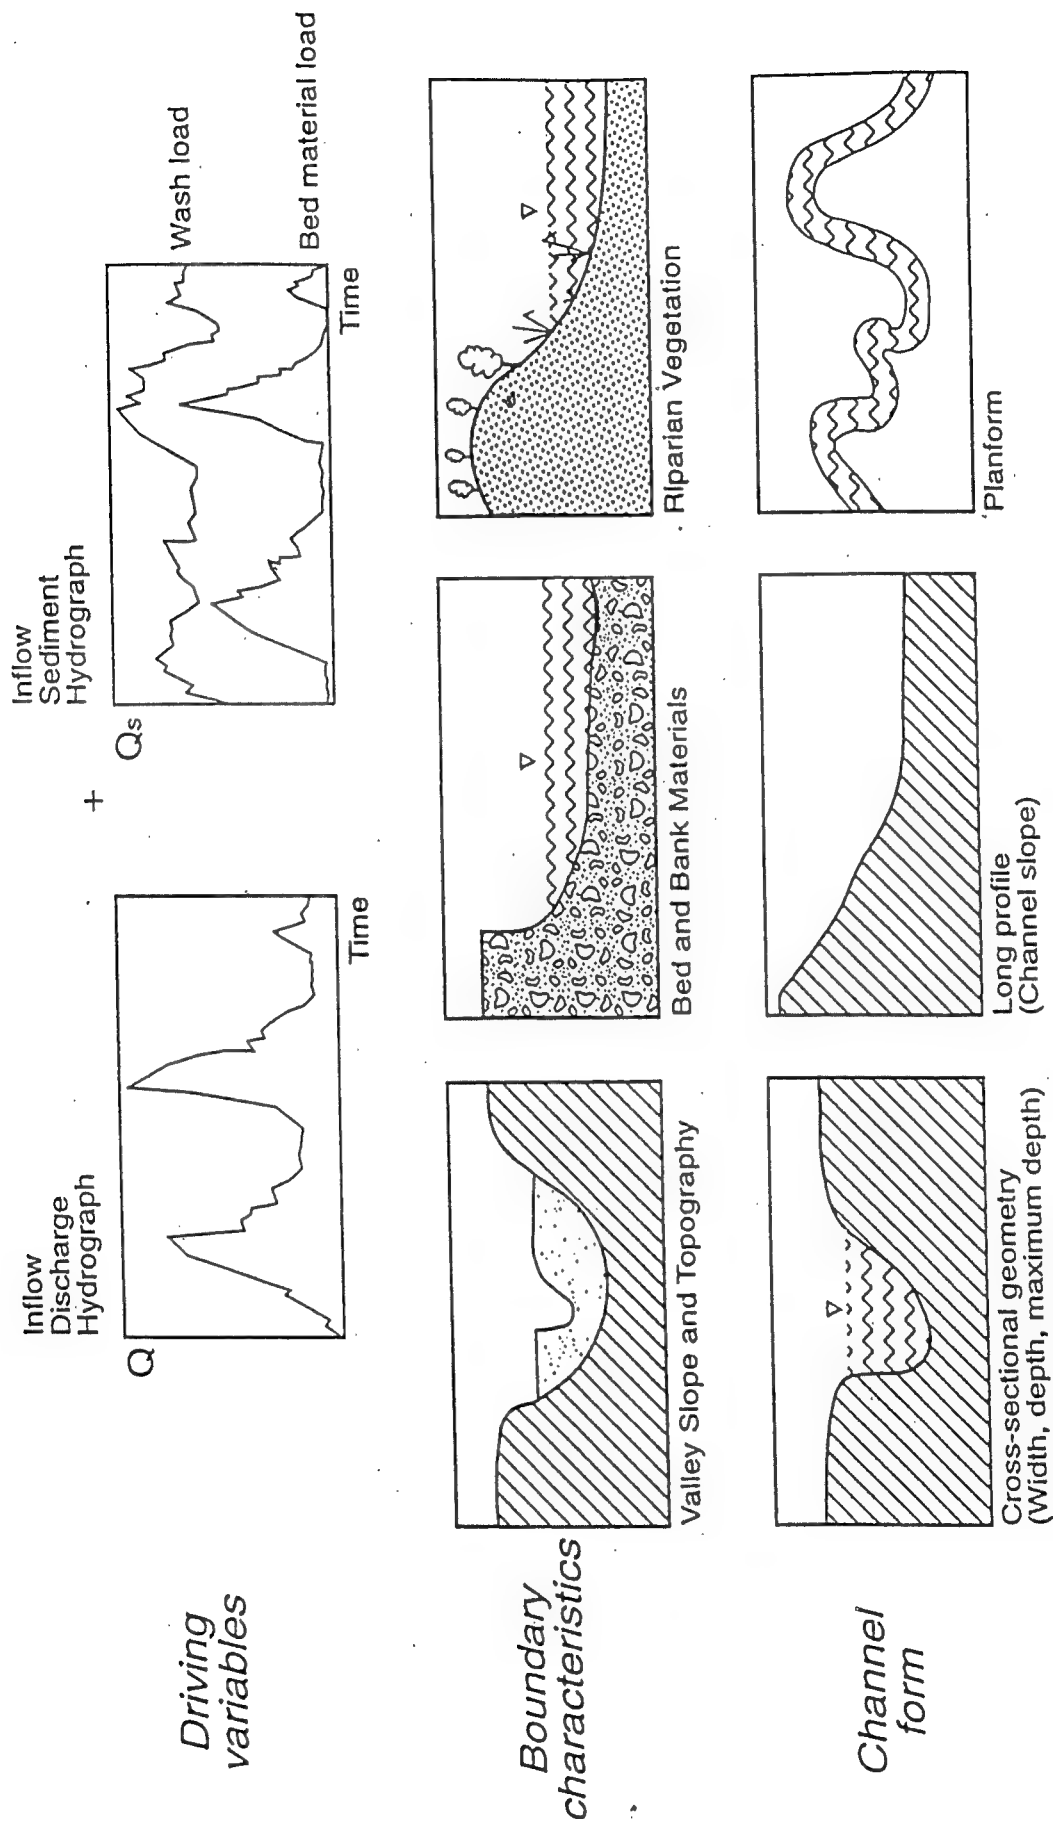 Driving
variables
Inflow
Discharge
Hydrograph
Q
Time
+
Inflow
Sediment
Hydrograph
Qs
Wash load
Bed material load
Time
Boundary
characteristics
Valley Slope and Topography
Bed and Bank Materials
Riparian Vegetation
Channel
form
Cross-sectional geometry
(Width, depth, maximum depth)
Long profile
(Channel slope)
Planform